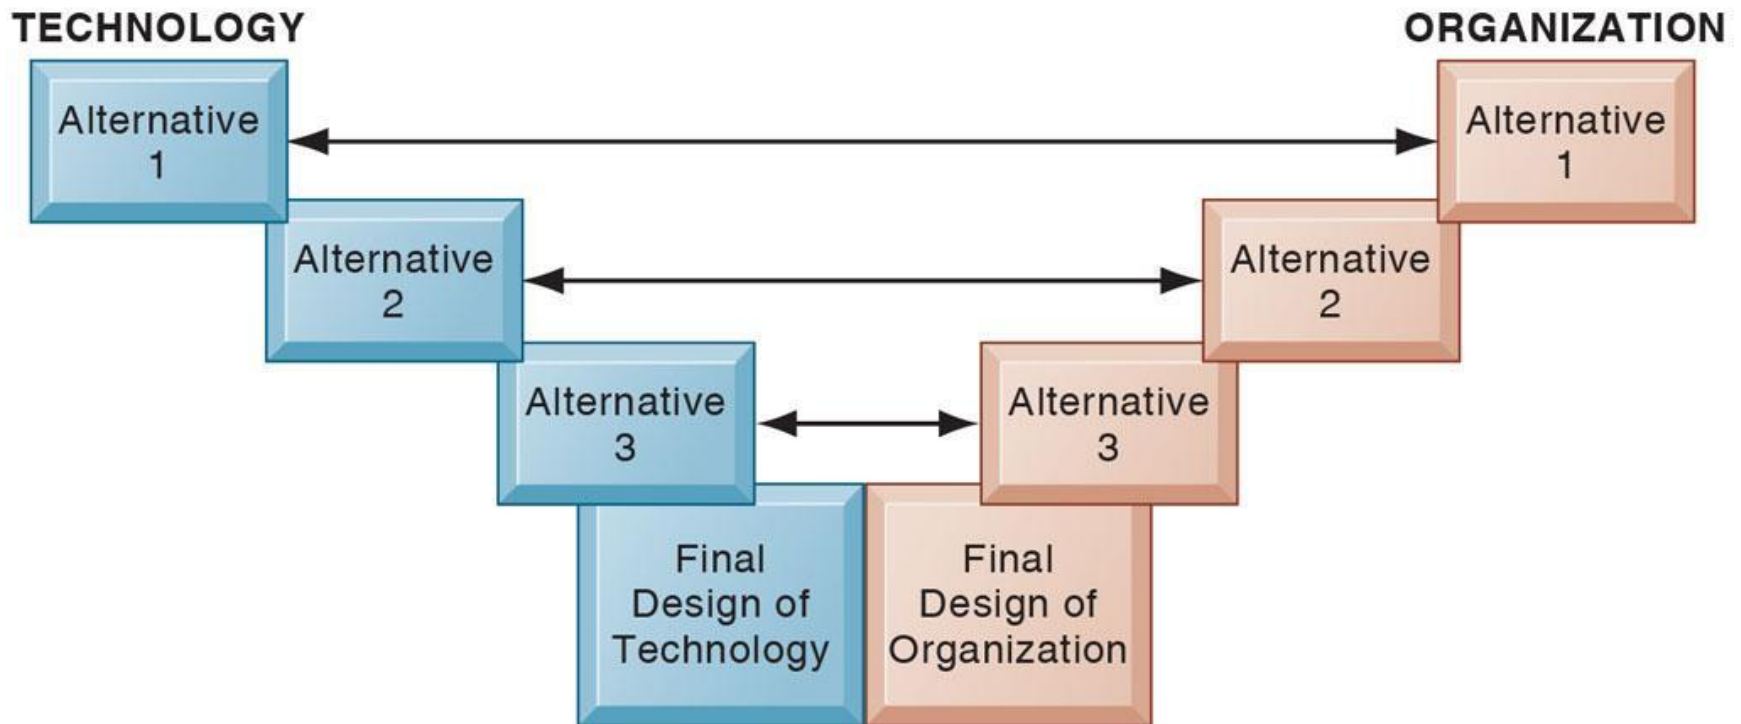 TECHNOLOGY
ORGANIZATION
Alternative
1
Alternative
1
Alternative
2
Alternative
2
Alternative
3
Alternative
3
Final
Design of
Technology
Final
Design of
Organization